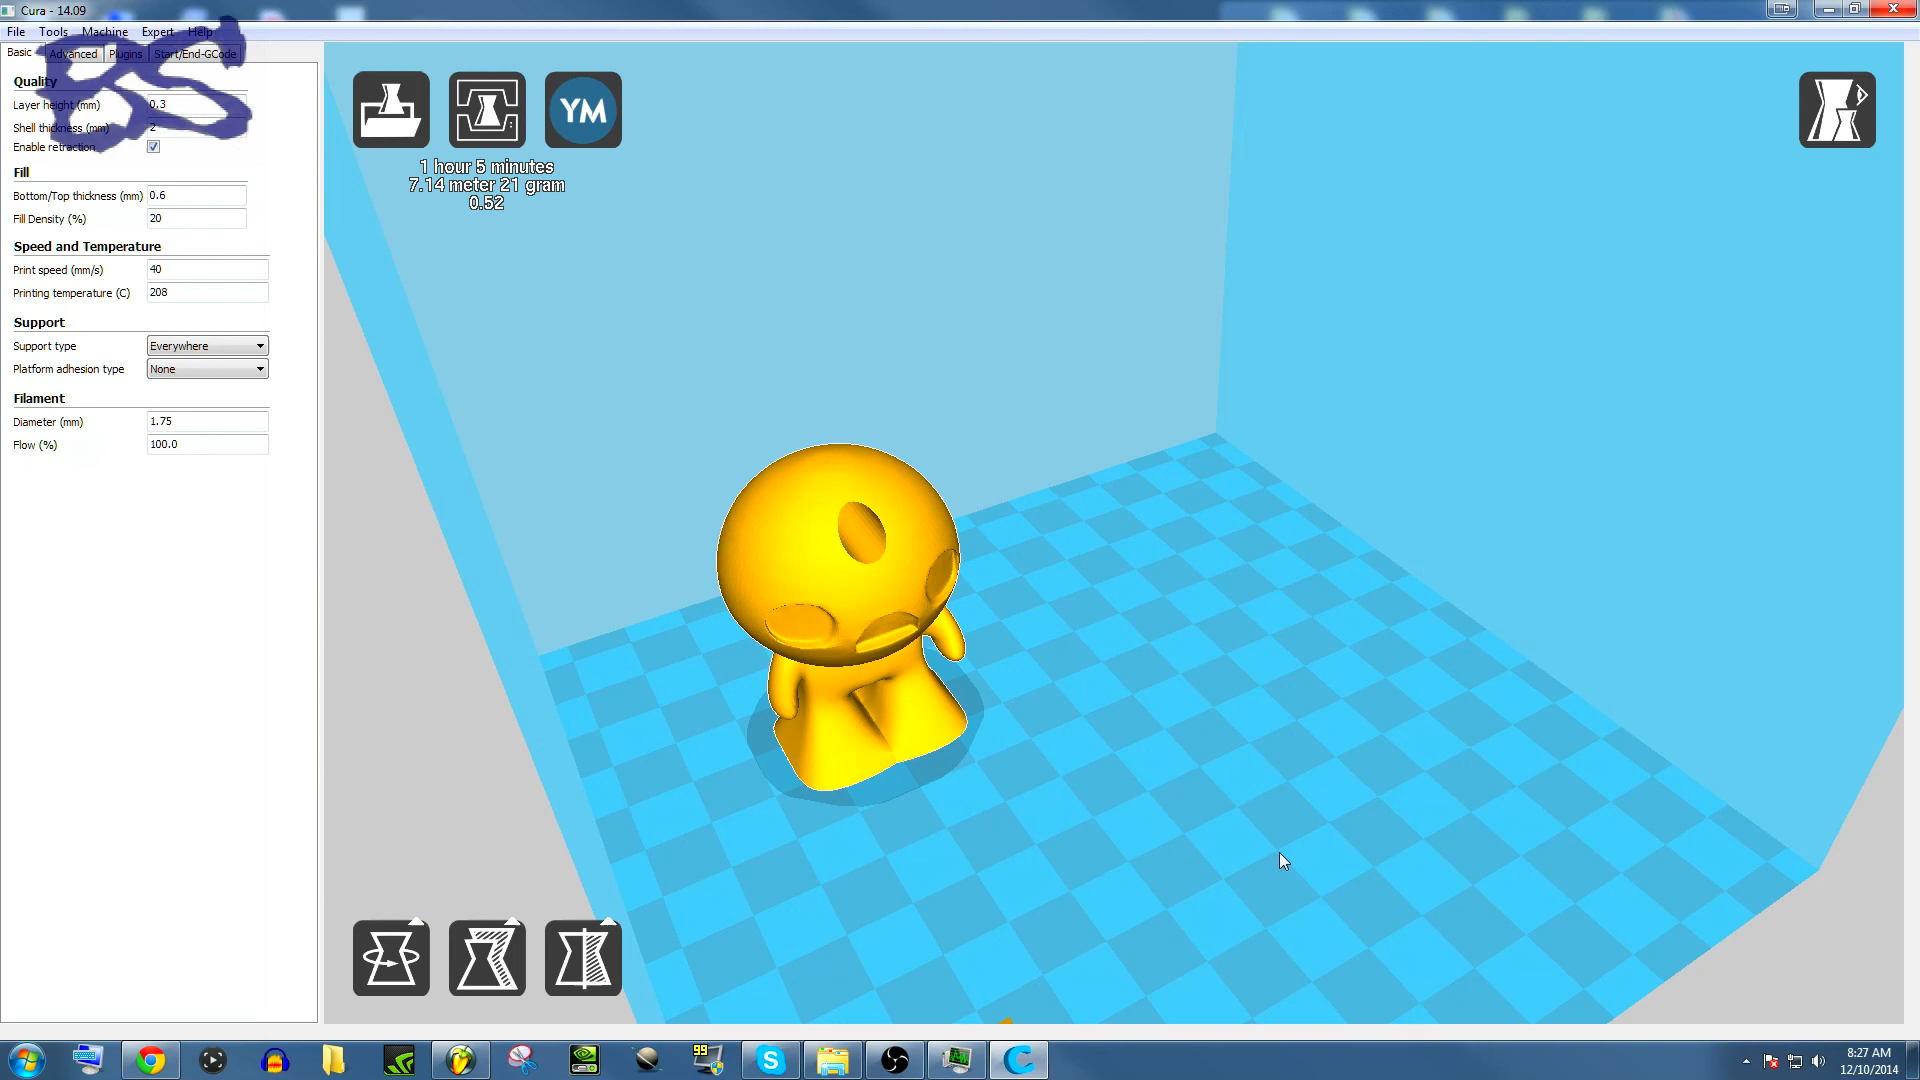 Cura - 14.09
File Tools Machine Expert Help
Basic Advanced Plugins Start/End-GCode
Quality
Layer height (mm) 0.3
Shell thickness (mm) 2
Enable retraction
Fill
Bottom/Top thickness (mm) 0.6
Fill Density (%) 20
Speed and Temperature
Print speed (mm/s) 40
Printing temperature (C) 208
Support
Support type Everywhere
Platform adhesion type None
Filament
Diameter (mm) 1.75
Flow (%) 100.0
YM
1 hour 5 minutes
7.14 meter 21 gram
0.52
99
8:27 AM
12/10/2014